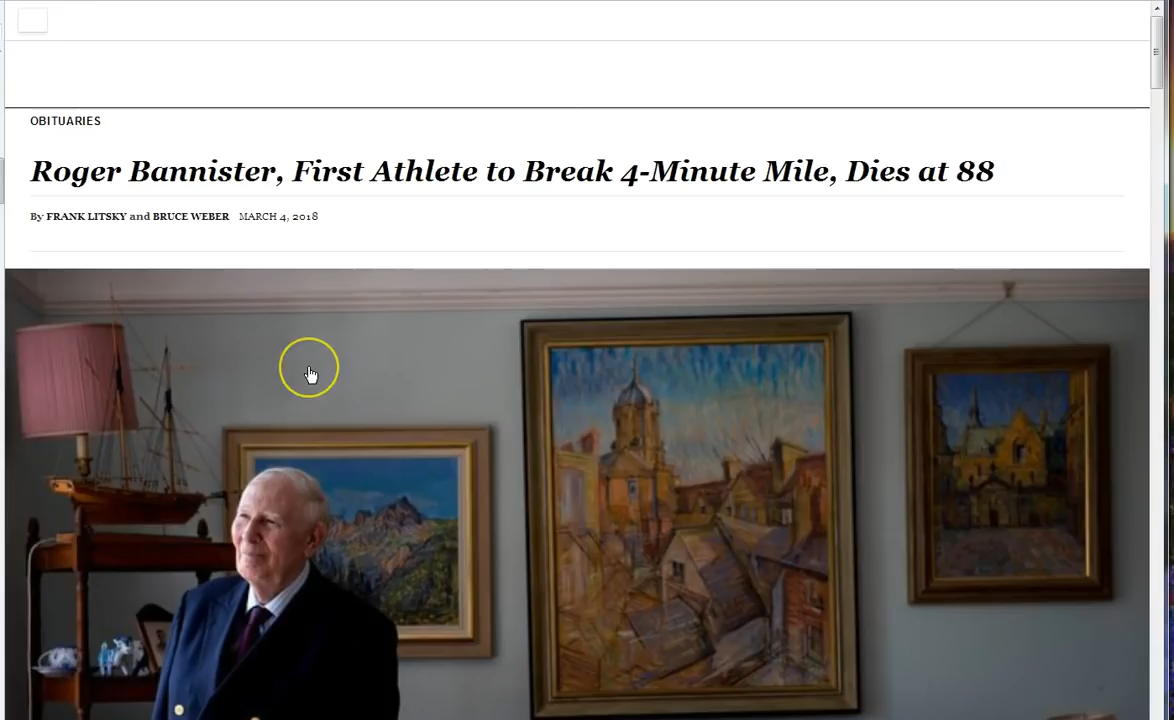 OBITUARIES
Roger Bannister, First Athlete to Break 4-Minute Mile, Dies at 88
By FRANK LITSKY and BRUCE WEBER MARCH 4, 2018